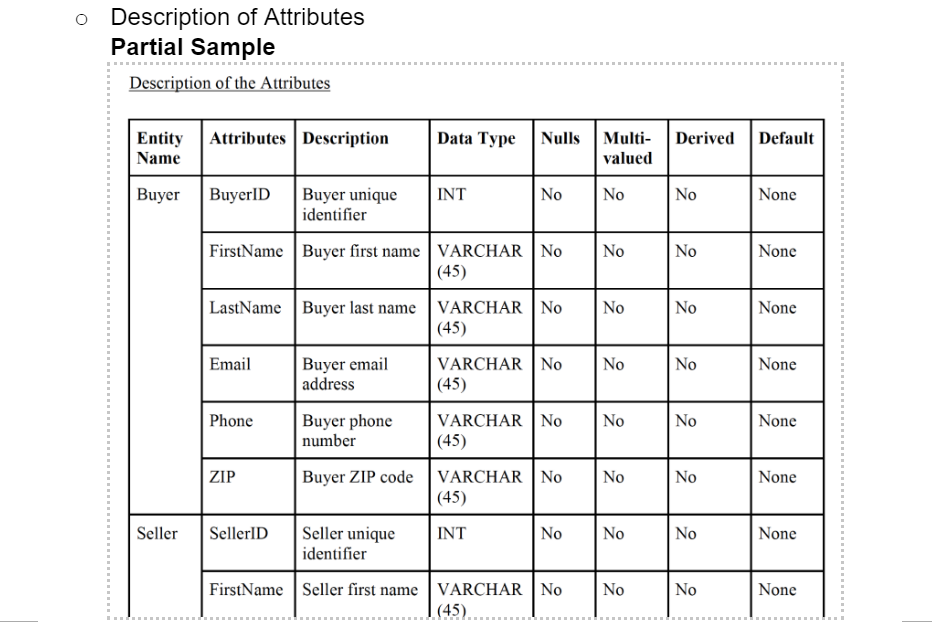 o Description of Attributes
Partial Sample
Description of the Attributes
Entity Name Attributes Description Data Type Nulls Multi-valued Derived Default
Buyer BuyerID Buyer unique identifier INT No No No None
FirstName Buyer first name VARCHAR (45) No No No None
LastName Buyer last name VARCHAR (45) No No No None
Email Buyer email address VARCHAR (45) No No No None
Phone Buyer phone number VARCHAR (45) No No No None
ZIP Buyer ZIP code VARCHAR (45) No No No None
Seller SellerID Seller unique identifier INT No No No None
FirstName Seller first name VARCHAR (45) No No No None